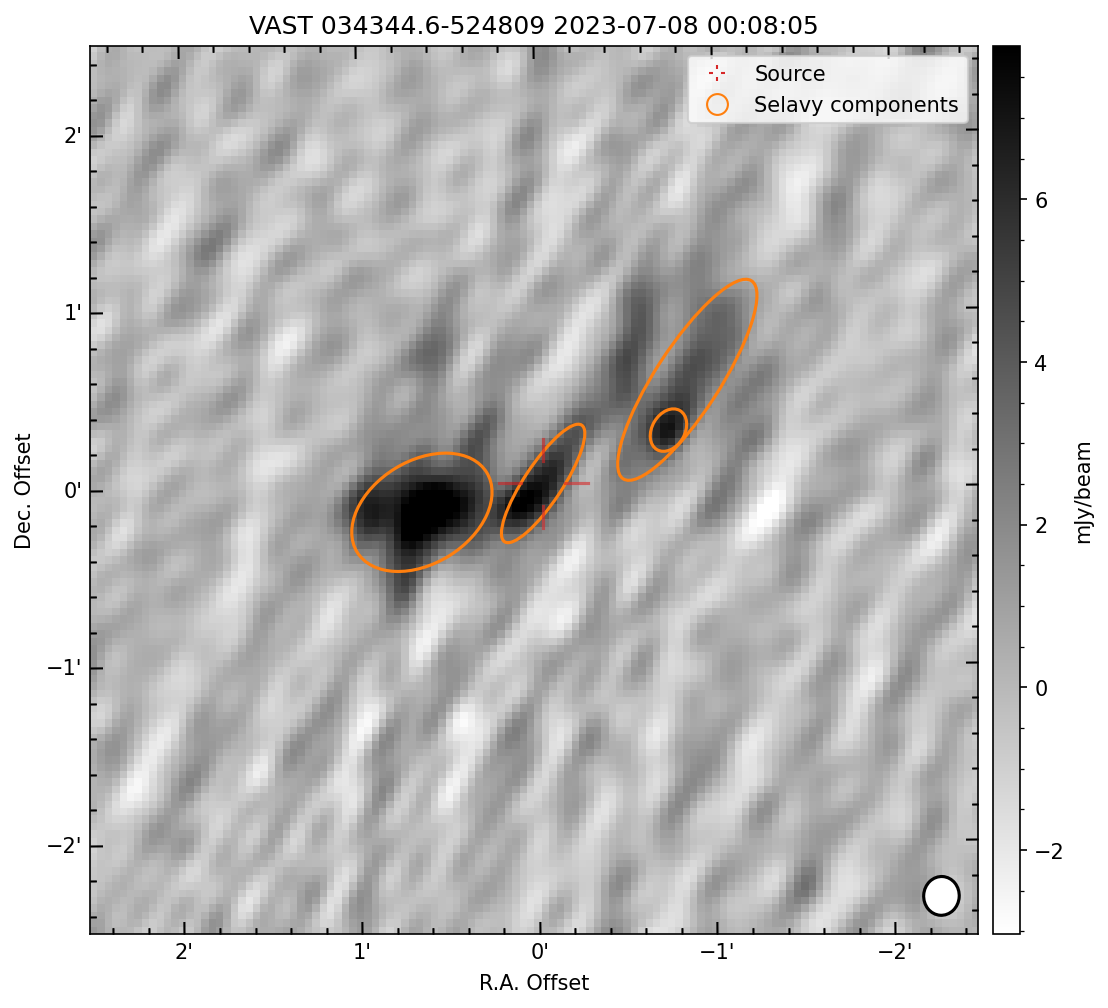 VAST 034344.6-524809 2023-07-08 00:08:05
Source
Selavy components
2'
1'
0'
−1'
−2'
Dec. Offset
2'
1'
0'
−1'
−2'
R.A. Offset
6
4
2
0
−2
mJy/beam